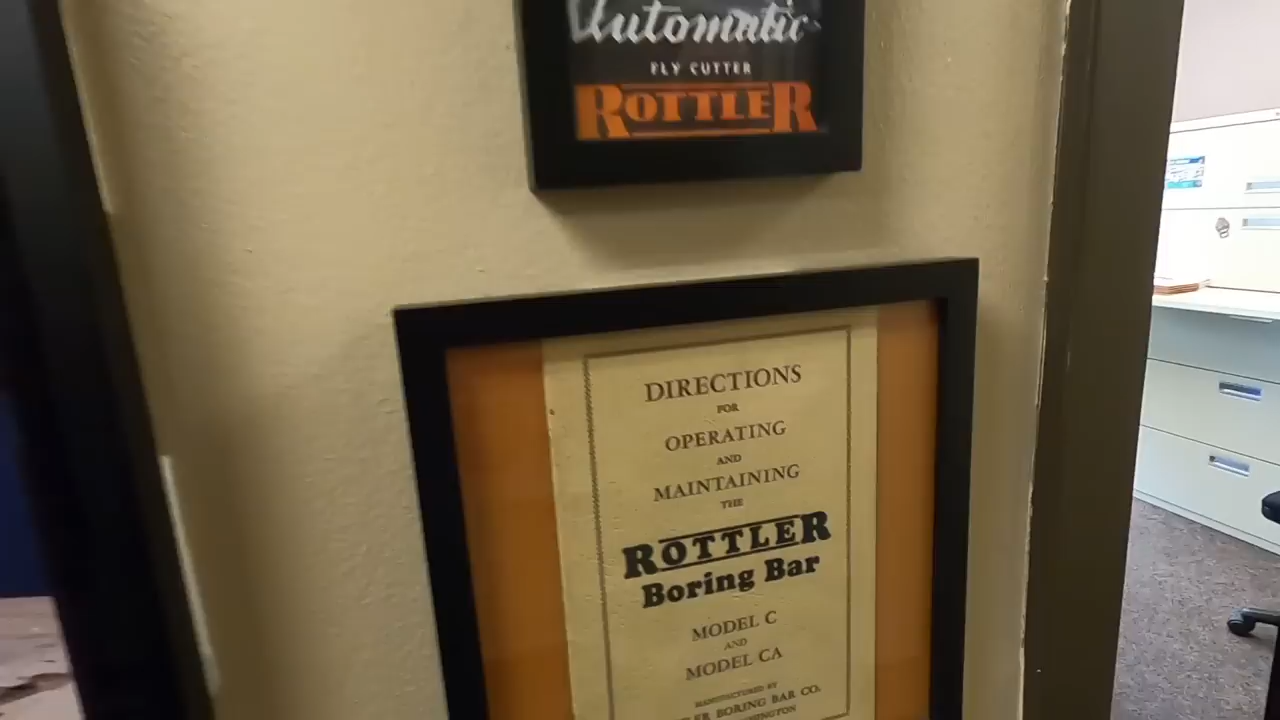 Automatic
FLY CUTTER
ROTTLER
DIRECTIONS
FOR
OPERATING
AND
MAINTAINING
THE
ROTTLER
Boring Bar
MODEL C
AND
MODEL CA
MANUFACTURED BY
BORING BAR CO.